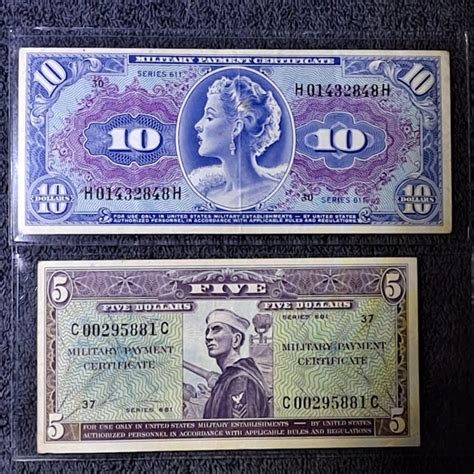 MILITARY PAYMENT CERTIFICATE
10 10
30 SERIES 611
H01432848H
10 10
H01432848H
30 SERIES 611
10 DOLLARS 10 DOLLARS
FOR USE ONLY IN UNITED STATES MILITARY ESTABLISHMENTS - BY UNITED STATES
AUTHORIZED PERSONNEL IN ACCORDANCE WITH APPLICABLE RULES AND REGULATIONS
5 FIVE 5
FIVE DOLLARS FIVE DOLLARS
C00295881C
SERIES 681 37
MILITARY PAYMENT CERTIFICATE
MILITARY PAYMENT CERTIFICATE
37 SERIES 681
C00295881C
5 5
FOR USE ONLY IN UNITED STATES MILITARY ESTABLISHMENTS - BY UNITED STATES
AUTHORIZED PERSONNEL IN ACCORDANCE WITH APPLICABLE RULES AND REGULATIONS